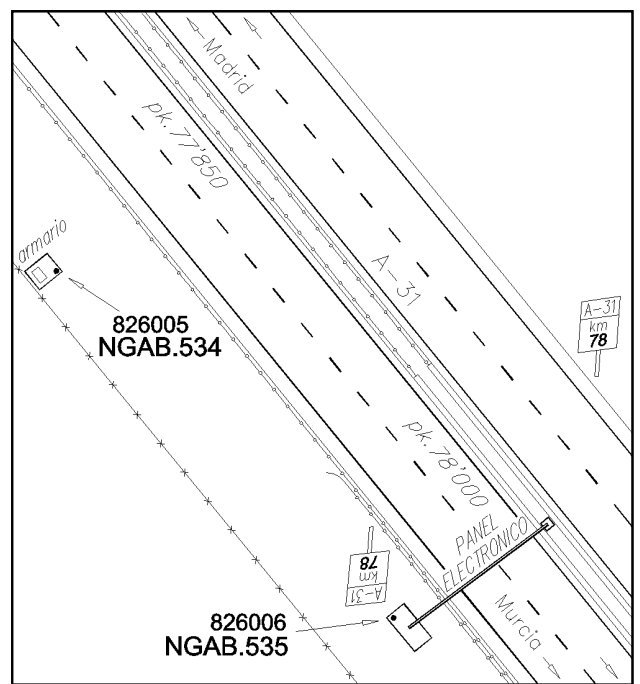 Madrid
pk.77'850
armario
A-31
826005
NGAB.534
A-31
km
78
pk.78'000
PANEL
ELECTRONICO
A-31
km
78
826006
NGAB.535
Murcia